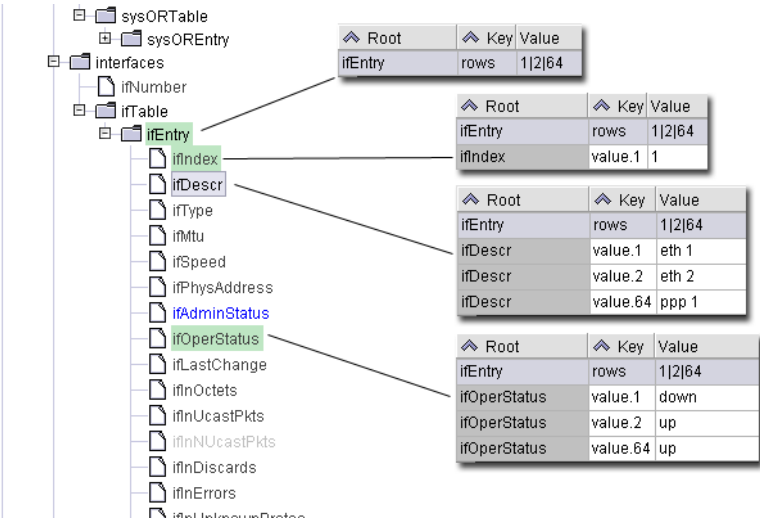 sysORTable
sysOREntry
interfaces
ifNumber
ifTable
ifEntry
ifIndex
ifDescr
ifType
ifMtu
ifSpeed
ifPhysAddress
ifAdminStatus
ifOperStatus
ifLastChange
ifInOctets
ifInUcastPkts
ifInNUcastPkts
ifInDiscards
ifInErrors
ifInUnknownProtos
Root Key Value
ifEntry rows 1|2|64
Root Key Value
ifEntry rows 1|2|64
ifIndex value.1 1
Root Key Value
ifEntry rows 1|2|64
ifDescr value.1 eth 1
ifDescr value.2 eth 2
ifDescr value.64 ppp 1
Root Key Value
ifEntry rows 1|2|64
ifOperStatus value.1 down
ifOperStatus value.2 up
ifOperStatus value.64 up